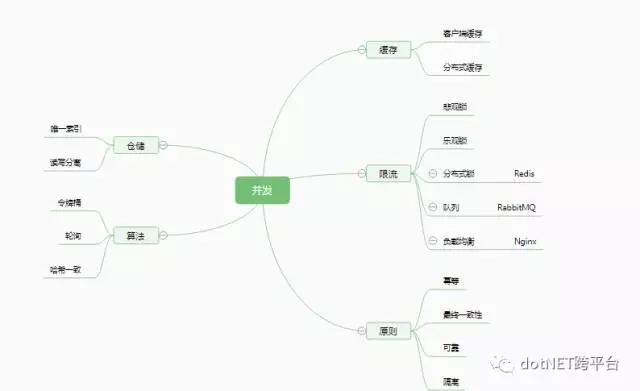 并发
缓存
客户端缓存
分布式缓存
限流
悲观锁
乐观锁
分布式锁 Redis
队列 RabbitMQ
负载均衡 Nginx
原则
幂等
最终一致性
可靠
隔离
仓储
唯一索引
读写分离
算法
令牌桶
轮询
哈希一致
dotNET跨平台